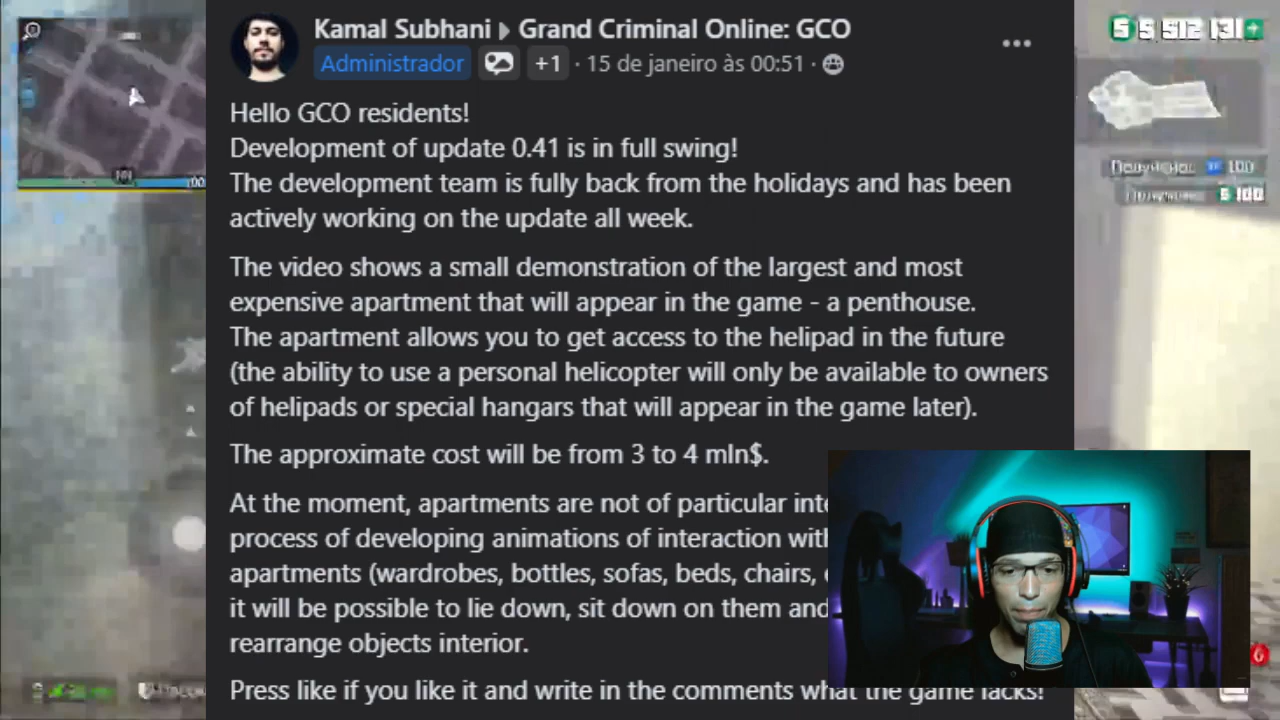 Kamal Subhani Grand Criminal Online: GCO
Administrador +1 · 15 de janeiro às 00:51 ·
Hello GCO residents!
Development of update 0.41 is in full swing!
The development team is fully back from the holidays and has been
actively working on the update all week.
The video shows a small demonstration of the largest and most
expensive apartment that will appear in the game - a penthouse.
The apartment allows you to get access to the helipad in the future
(the ability to use a personal helicopter will only be available to owners
of helipads or special hangars that will appear in the game later).
The approximate cost will be from 3 to 4 mln$.
At the moment, apartments are not of particular
process of developing animations of interaction
apartments (wardrobes, bottles, sofas, beds, chairs,
it will be possible to lie down, sit down on them and
rearrange objects interior.
Press like if you like it and write in the comments what the game lacks!
100
$ 100